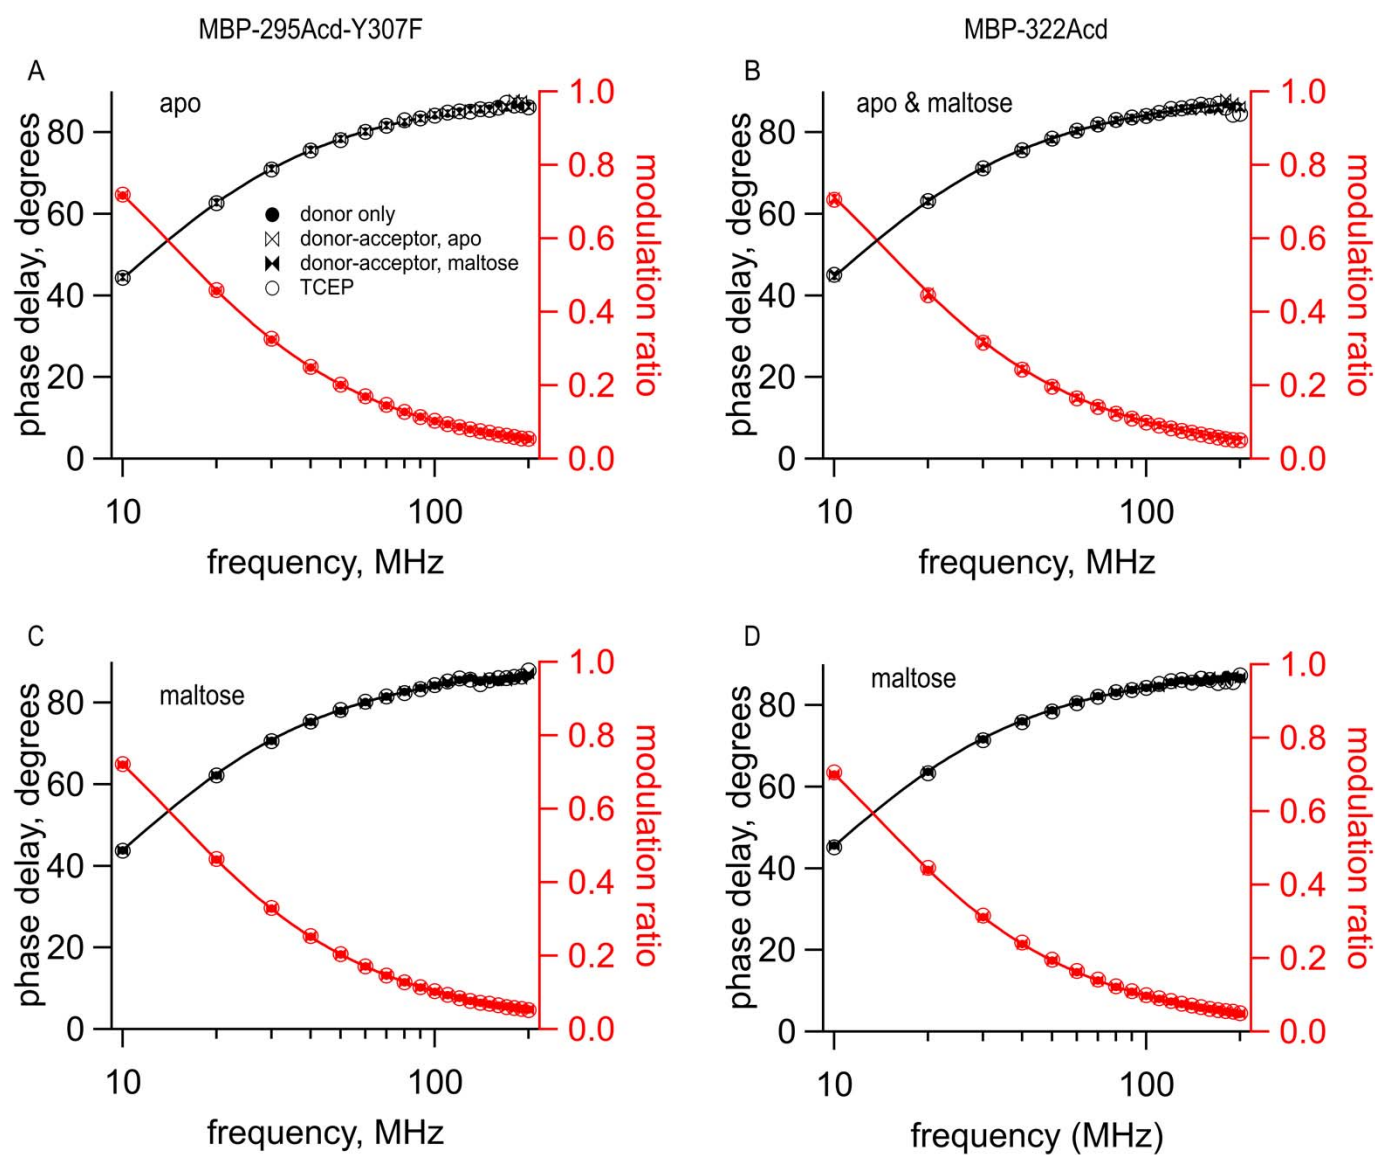 MBP-295Acd-Y307F
MBP-322Acd
A
apo
phase delay, degrees
80
60
40
20
0
1.0
0.8
0.6
0.4
0.2
0.0
modulation ratio
donor only
donor-acceptor, apo
donor-acceptor, maltose
TCEP
10
100
frequency, MHz
B
apo & maltose
phase delay, degrees
80
60
40
20
0
1.0
0.8
0.6
0.4
0.2
0.0
modulation ratio
10
100
frequency, MHz
C
maltose
phase delay, degrees
80
60
40
20
0
1.0
0.8
0.6
0.4
0.2
0.0
modulation ratio
10
100
frequency, MHz
D
maltose
phase delay, degrees
80
60
40
20
0
1.0
0.8
0.6
0.4
0.2
0.0
modulation ratio
10
100
frequency (MHz)